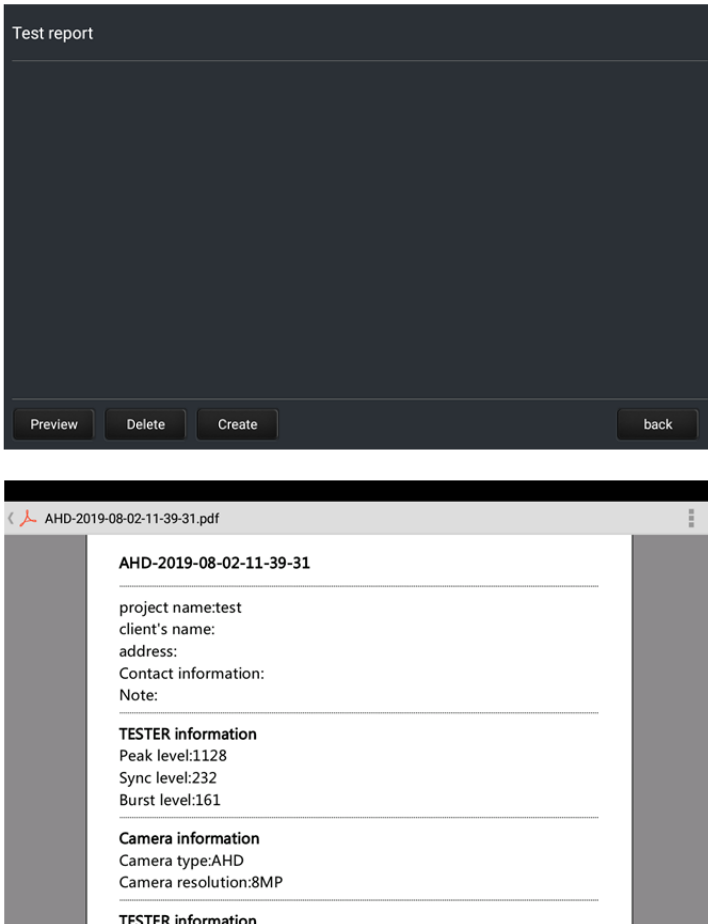 Test report
Preview Delete Create back
AHD-2019-08-02-11-39-31.pdf
AHD-2019-08-02-11-39-31
project name:test
client's name:
address:
Contact information:
Note:
TESTER information
Peak level:1128
Sync level:232
Burst level:161
Camera information
Camera type:AHD
Camera resolution:8MP
TESTER information